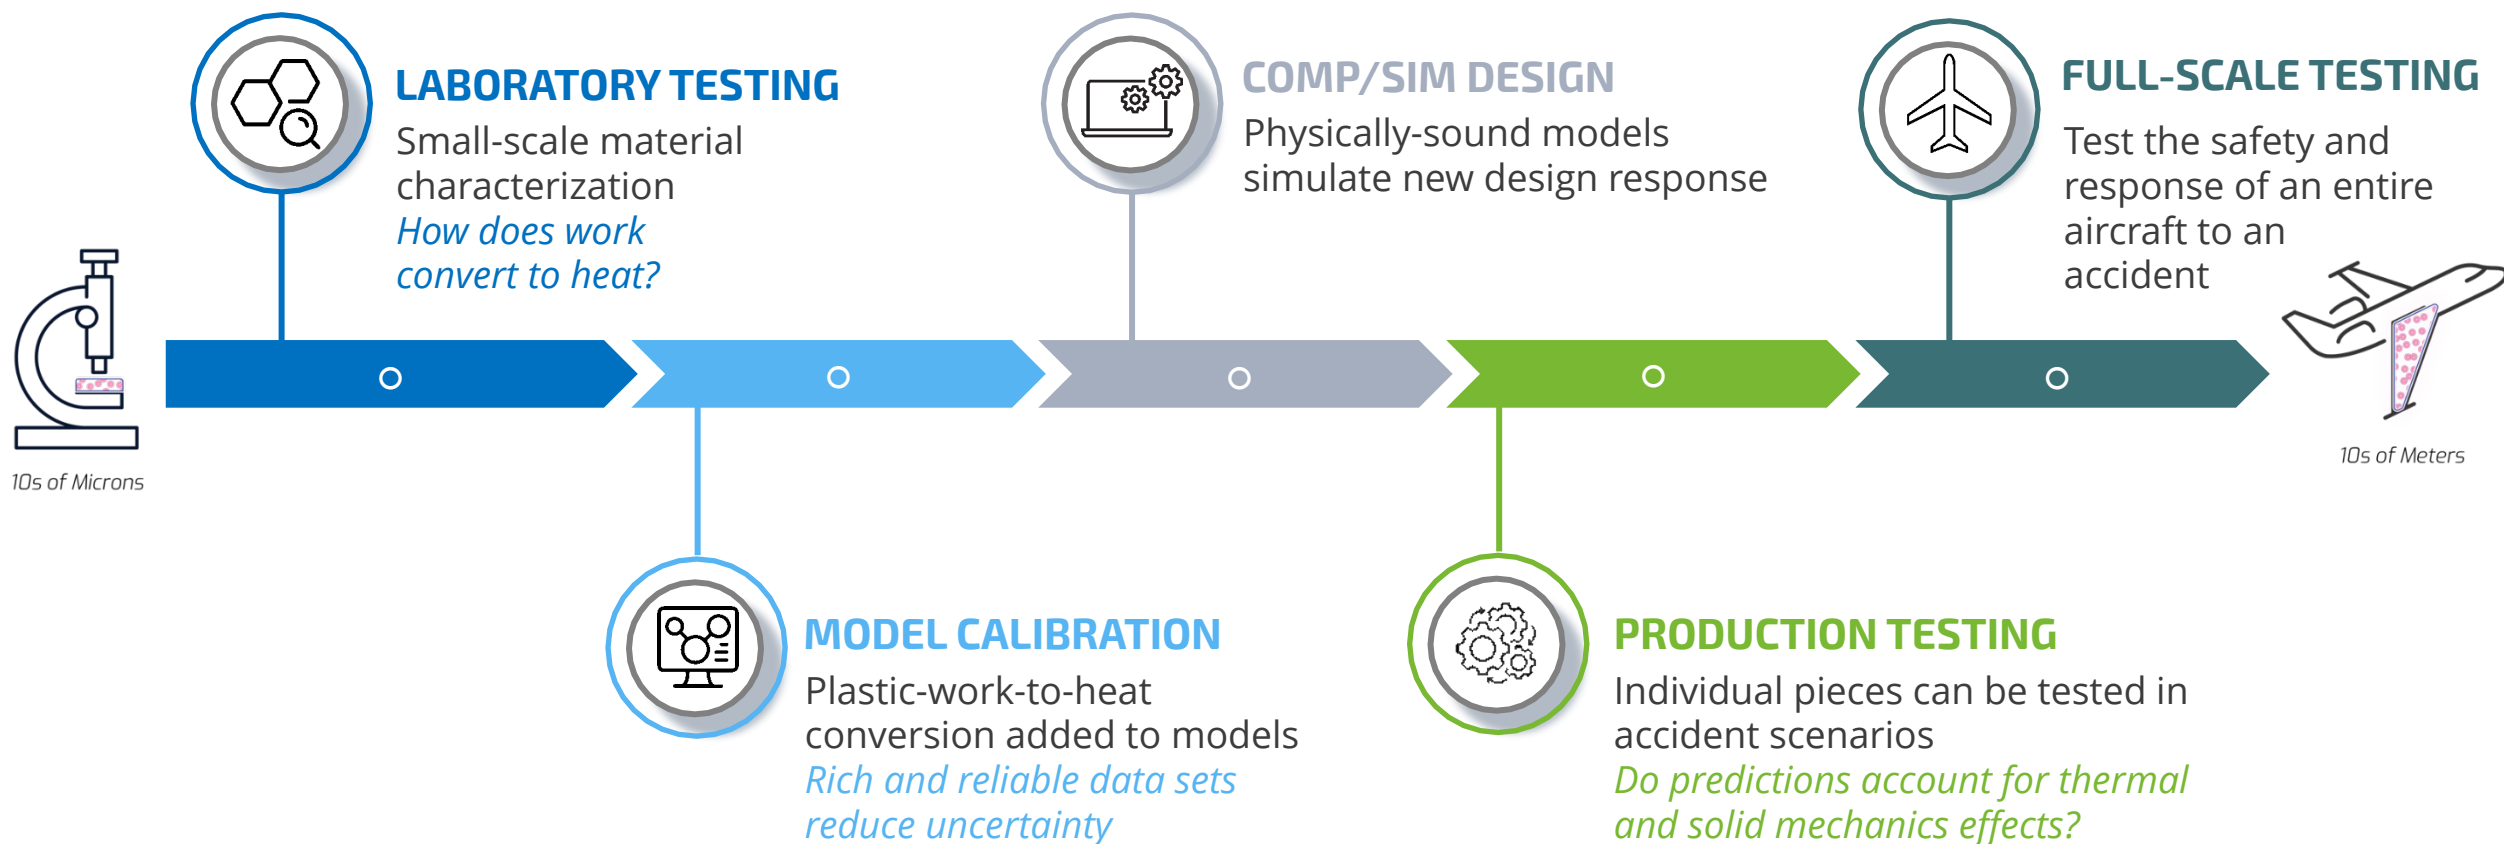 LABORATORY TESTING
Small-scale material
characterization
How does work
convert to heat?
COMP/SIM DESIGN
Physically-sound models
simulate new design response
FULL-SCALE TESTING
Test the safety and
response of an entire
aircraft to an
accident
10s of Microns
10s of Meters
MODEL CALIBRATION
Plastic-work-to-heat
conversion added to models
Rich and reliable data sets
reduce uncertainty
PRODUCTION TESTING
Individual pieces can be tested in
accident scenarios
Do predictions account for thermal
and solid mechanics effects?